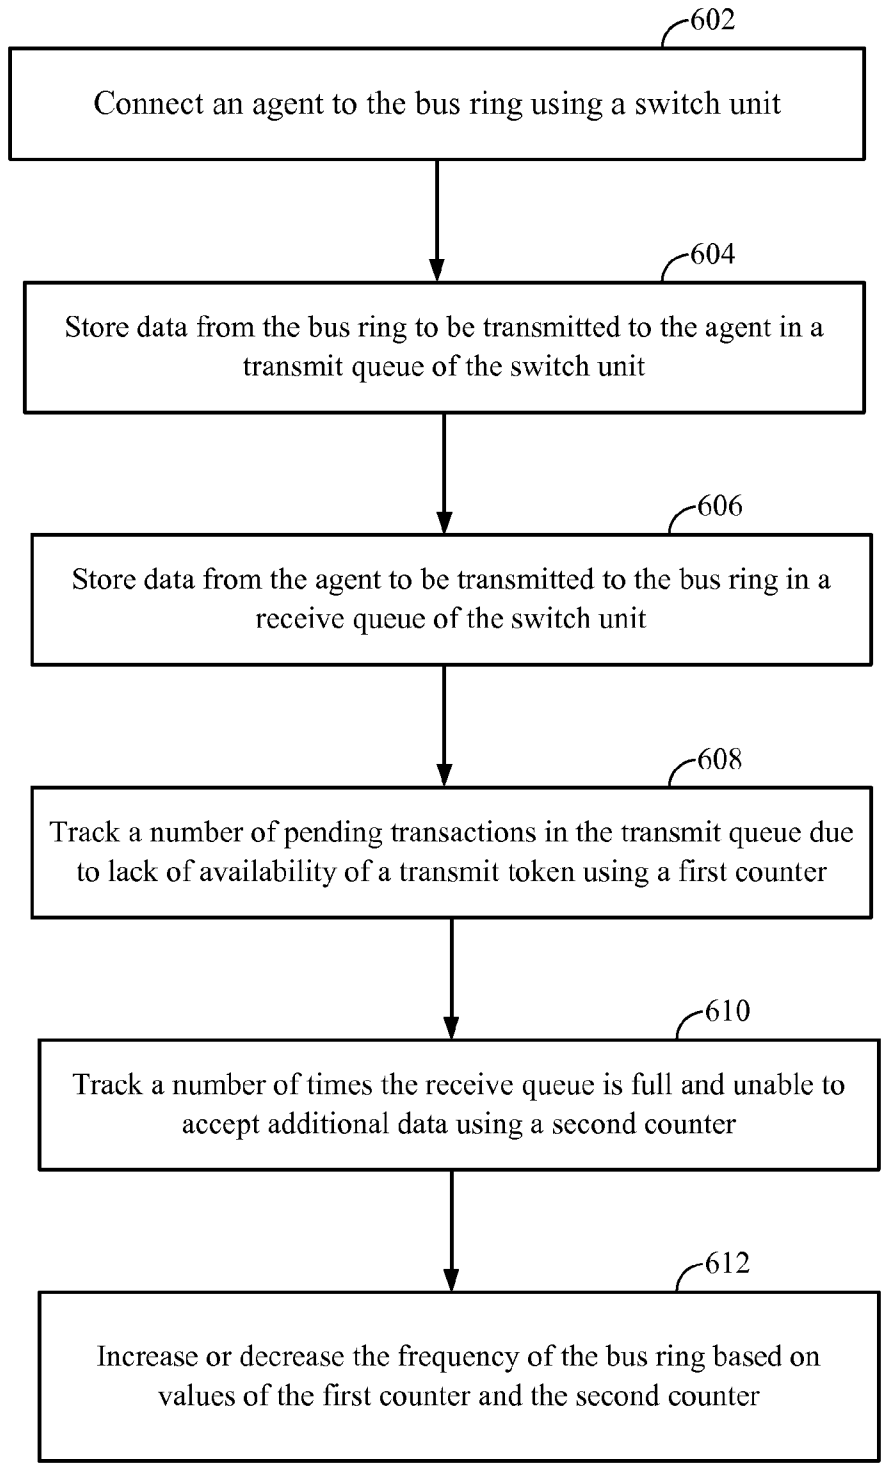 602
Connect an agent to the bus ring using a switch unit
604
Store data from the bus ring to be transmitted to the agent in a
transmit queue of the switch unit
606
Store data from the agent to be transmitted to the bus ring in a
receive queue of the switch unit
608
Track a number of pending transactions in the transmit queue due
to lack of availability of a transmit token using a first counter
610
Track a number of times the receive queue is full and unable to
accept additional data using a second counter
612
Increase or decrease the frequency of the bus ring based on
values of the first counter and the second counter